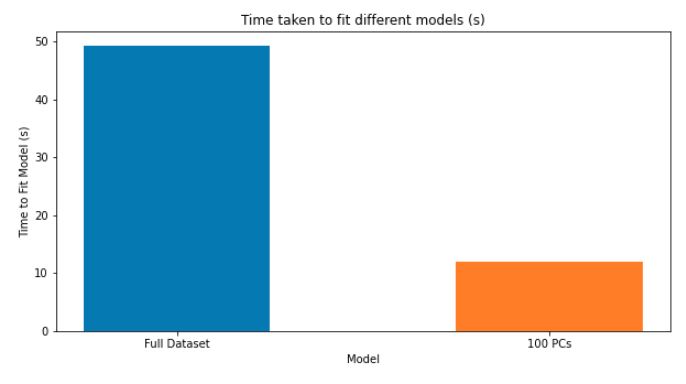 Time taken to fit different models (s)
50
40
30
20
10
0
Time to Fit Model (s)
Full Dataset
100 PCs
Model